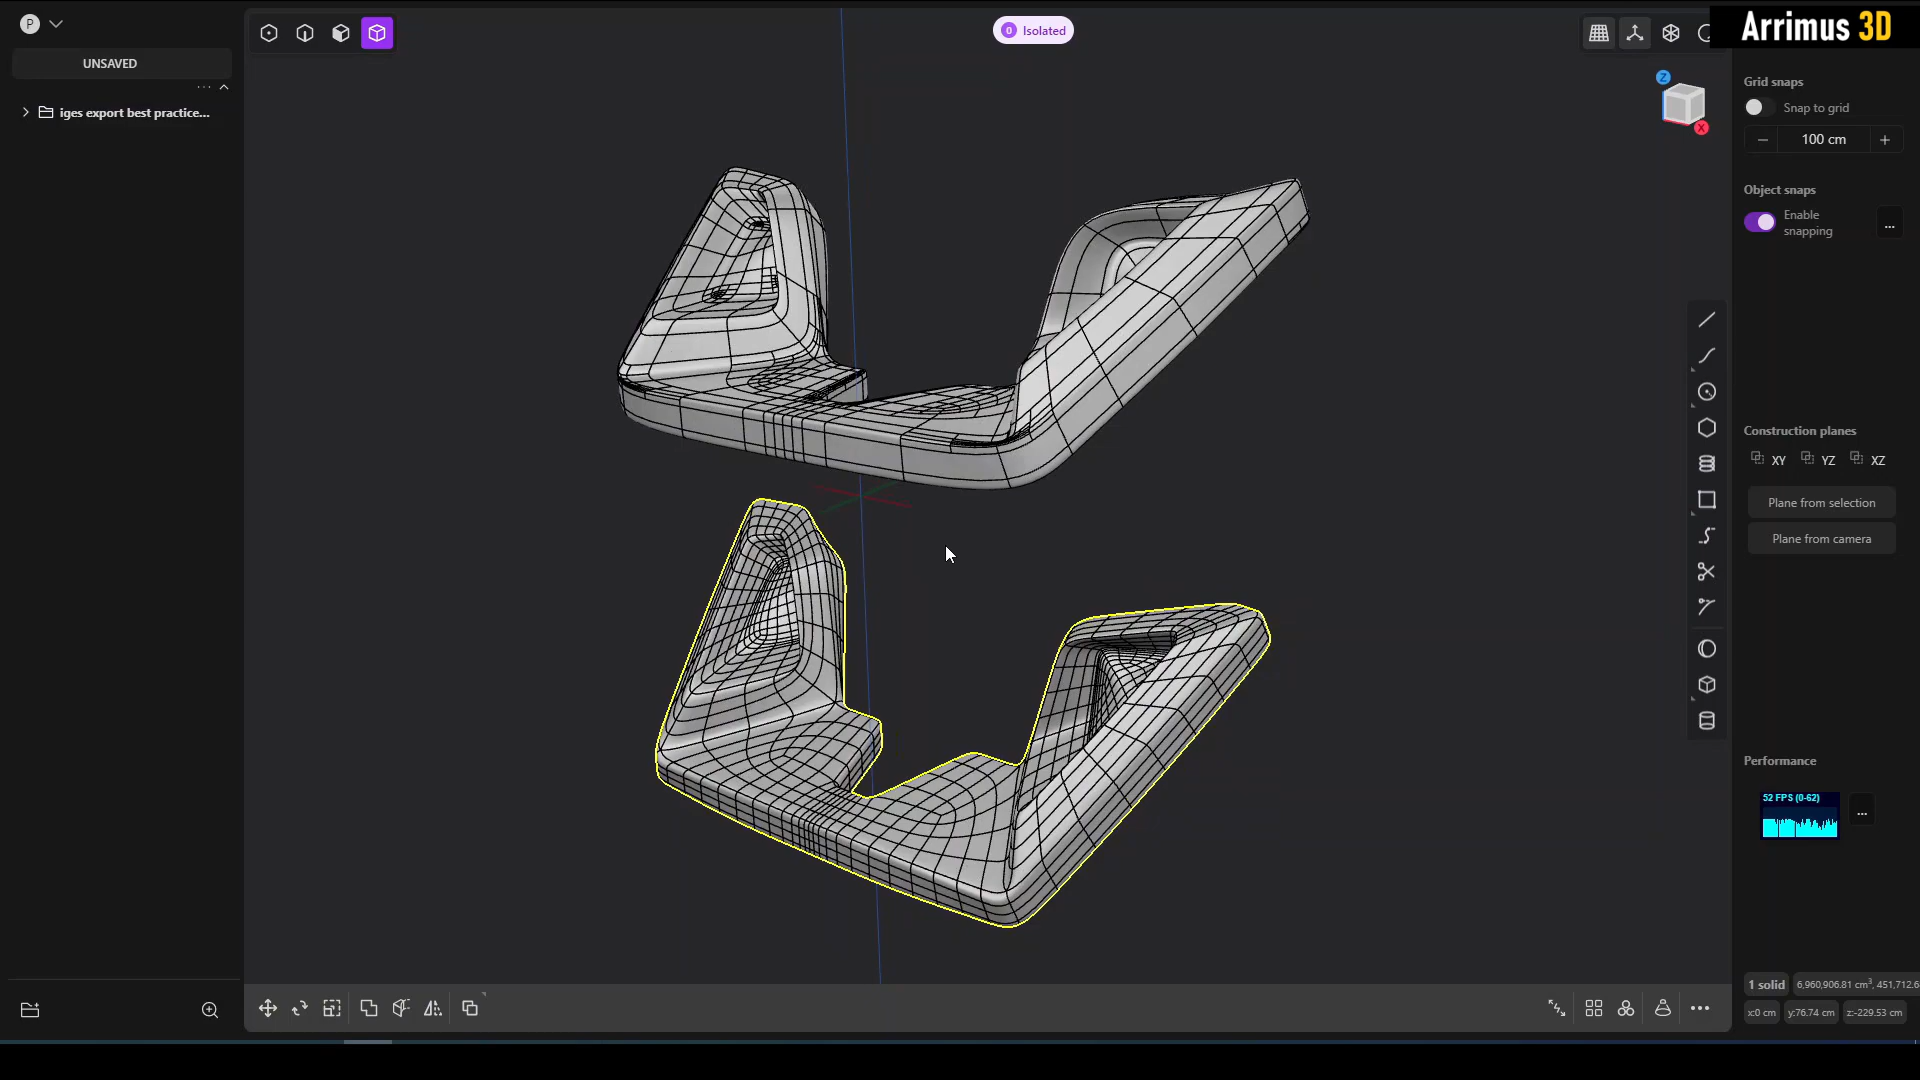 P
UNSAVED
...
iges export best practice...
0 Isolated
Arrimus 3D
Z
X
Grid snaps
Snap to grid
100 cm
Object snaps
Enable
snapping
...
Construction planes
XY YZ XZ
Plane from selection
Plane from camera
Performance
52 FPS (0-62)
...
1 solid 6,960,906.81 cm³, 451,712.6
x:0 cm y:76.74 cm z:-229.53 cm